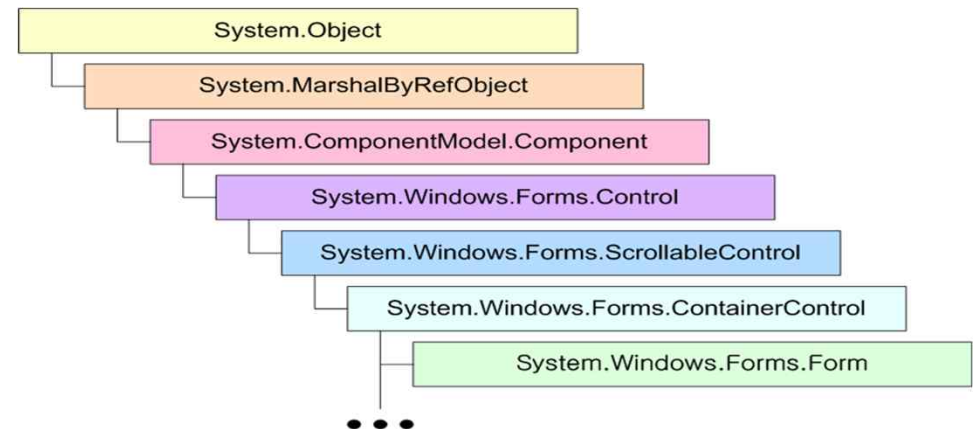 System.Object
System.MarshalByRefObject
System.ComponentModel.Component
System.Windows.Forms.Control
System.Windows.Forms.ScrollableControl
System.Windows.Forms.ContainerControl
System.Windows.Forms.Form